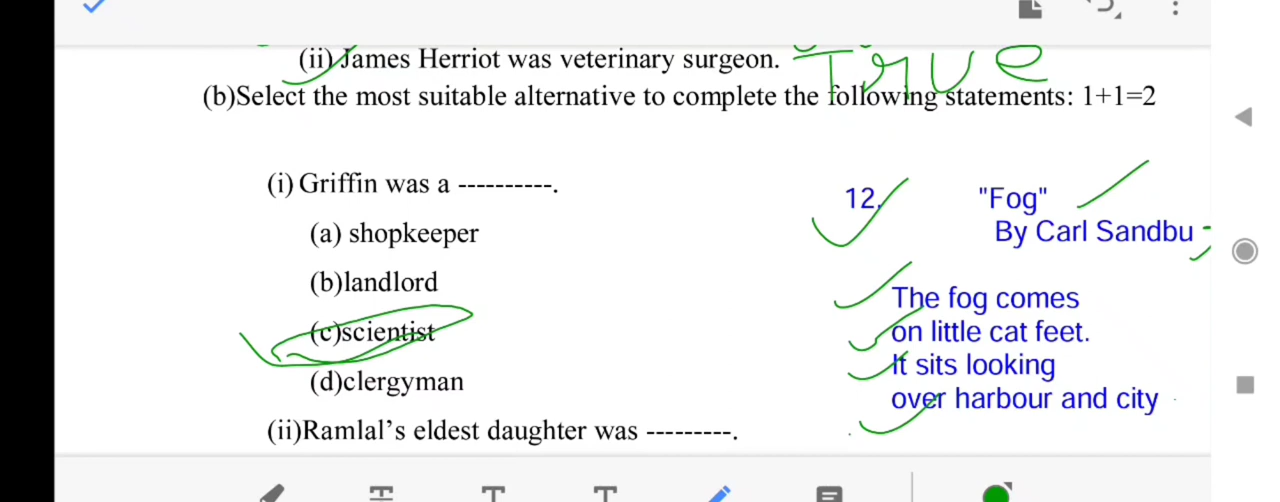 (ii) James Herriot was veterinary surgeon. True
(b)Select the most suitable alternative to complete the following statements: 1+1=2
(i) Griffin was a ----------.
(a) shopkeeper
(b)landlord
(c)scientist
(d)clergyman
(ii)Ramlal’s eldest daughter was ---------.
12.
"Fog"
By Carl Sandbu
The fog comes
on little cat feet.
It sits looking
over harbour and city